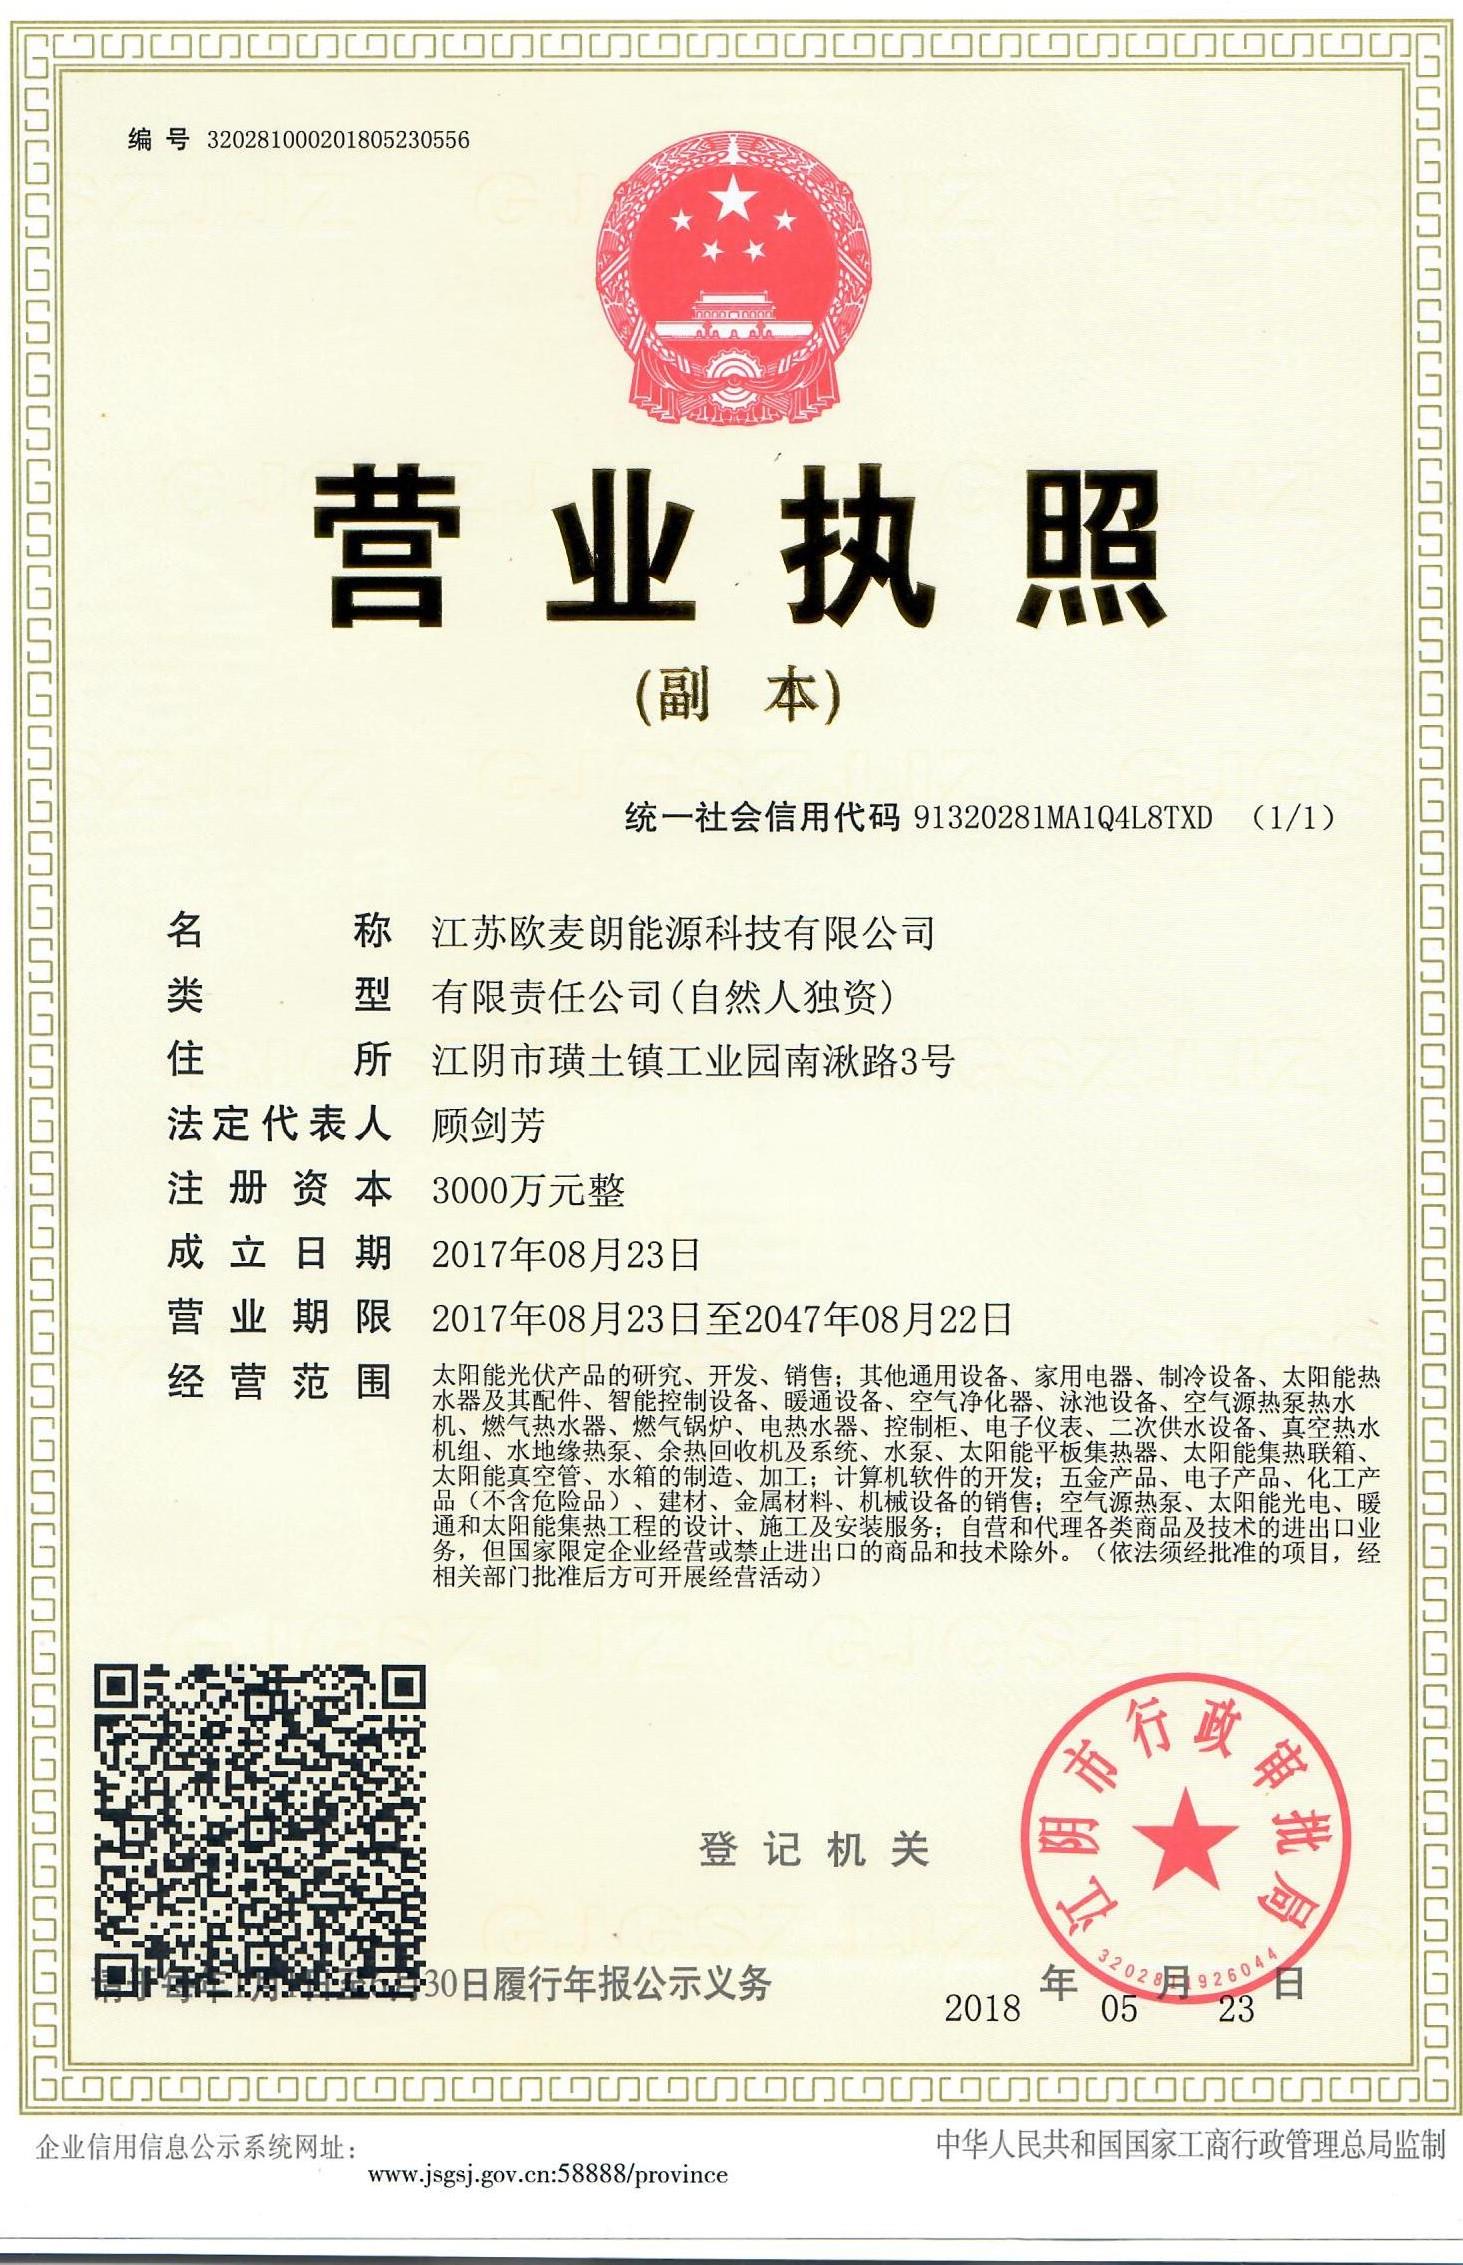 编 号 320281000201805230556
营业执照
(副 本)
统一社会信用代码 91320281MA1Q4L8TXD （1/1）
名 称 江苏欧麦朗能源科技有限公司
类 型 有限责任公司(自然人独资)
住 所 江阴市璜土镇工业园南湫路3号
法定代表人 顾剑芳
注册资本 3000万元整
成立日期 2017年08月23日
营业期限 2017年08月23日至2047年08月22日
经营范围 太阳能光伏产品的研究、开发、销售；其他通用设备、家用电器、制冷设备、太阳能热
水器及其配件、智能控制设备、暖通设备、空气净化器、泳池设备、空气源热泵热水
机、燃气热水器、燃气锅炉、电热水器、控制柜、电子仪表、二次供水设备、真空热水
机组、水地缘热泵、余热回收机及系统、水泵、太阳能平板集热器、太阳能集热联箱、
太阳能真空管、水箱的制造、加工；计算机软件的开发；五金产品、电子产品、化工产
品（不含危险品）、建材、金属材料、机械设备的销售；空气源热泵、太阳能光电、暖
通和太阳能集热工程的设计、施工及安装服务；自营和代理各类商品及技术的进出口业
务，但国家限定企业经营或禁止进出口的商品和技术除外。（依法须经批准的项目，经
相关部门批准后方可开展经营活动）
江阴市行政审批局
登记机关
3202811926044
请于每年1月1日至6月30日履行年报公示义务
2018年05月23日
企业信用信息公示系统网址：
www.jsgsj.gov.cn:58888/province
中华人民共和国国家工商行政管理总局监制